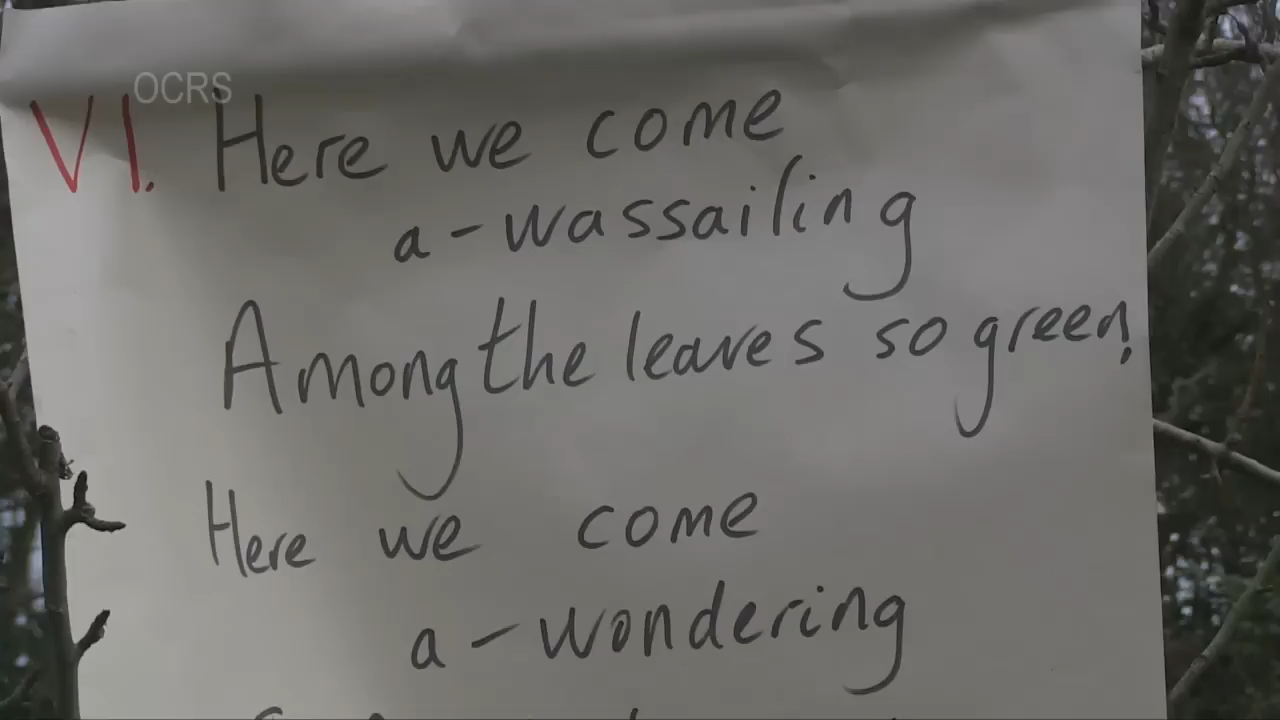 OCRS
VI. Here we come
a-wassailing
Among the leaves so green!
Here we come
a-wondering